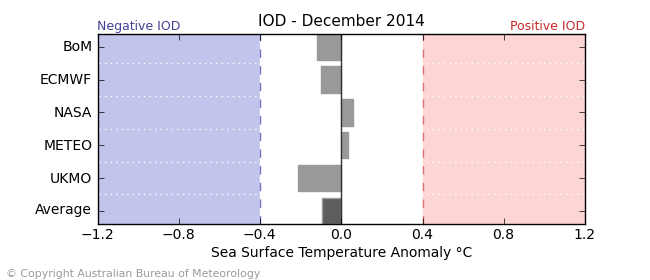 IOD - December 2014
Negative IOD
Positive IOD
BoM
ECMWF
NASA
METEO
UKMO
Average
−1.2 −0.8 −0.4 0.0 0.4 0.8 1.2
Sea Surface Temperature Anomaly °C
© Copyright Australian Bureau of Meteorology